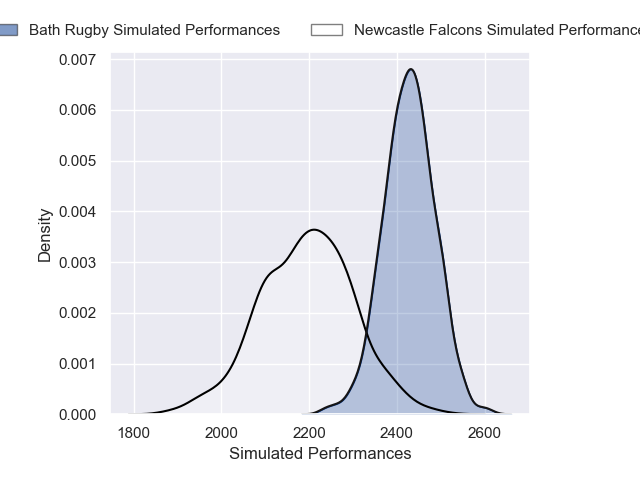 Bath Rugby Simulated Performances Newcastle Falcons Simulated Performance
0.007
0.006
0.005
0.004
0.003
0.002
0.001
0.000
Density
1800 2000 2200 2400 2600
Simulated Performances